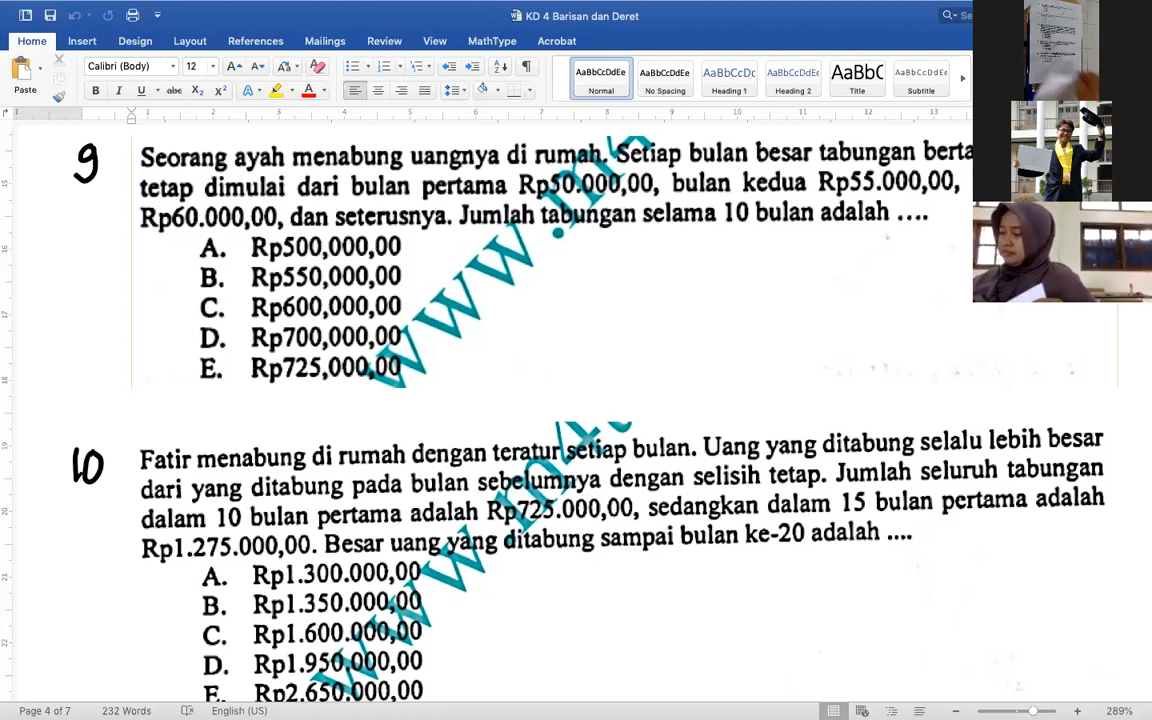 KD 4 Barisan dan Deret
Home Insert Design Layout References Mailings Review View MathType Acrobat
Paste
Calibri (Body) 12
AaBbCcDdEe AaBbCcDdEe AaBbCcDc AaBbCcDdEe AaBbC AaBbCcDdEe
Normal No Spacing Heading 1 Heading 2 Title Subtitle
9
Seorang ayah menabung uangnya di rumah. Setiap bulan besar tabungan
tetap dimulai dari bulan pertama Rp50.000,00, bulan kedua Rp55.000,00,
Rp60.000,00, dan seterusnya. Jumlah tabungan selama 10 bulan adalah ....
A. Rp500,000,00
B. Rp550,000,00
C. Rp600,000,00
D. Rp700,000,00
E. Rp725,000,00
10
Fatir menabung di rumah dengan teratur setiap bulan. Uang yang ditabung selalu lebih besar
dari yang ditabung pada bulan sebelumnya dengan selisih tetap. Jumlah seluruh tabungan
dalam 10 bulan pertama adalah Rp725.000,00, sedangkan dalam 15 bulan pertama adalah
Rp1.275.000,00. Besar uang yang ditabung sampai bulan ke-20 adalah ....
A. Rp1.300.000,00
B. Rp1.350.000,00
C. Rp1.600.000,00
D. Rp1.950.000,00
E. Rp2.650.000,00
Page 4 of 7 232 Words English (US) 289%